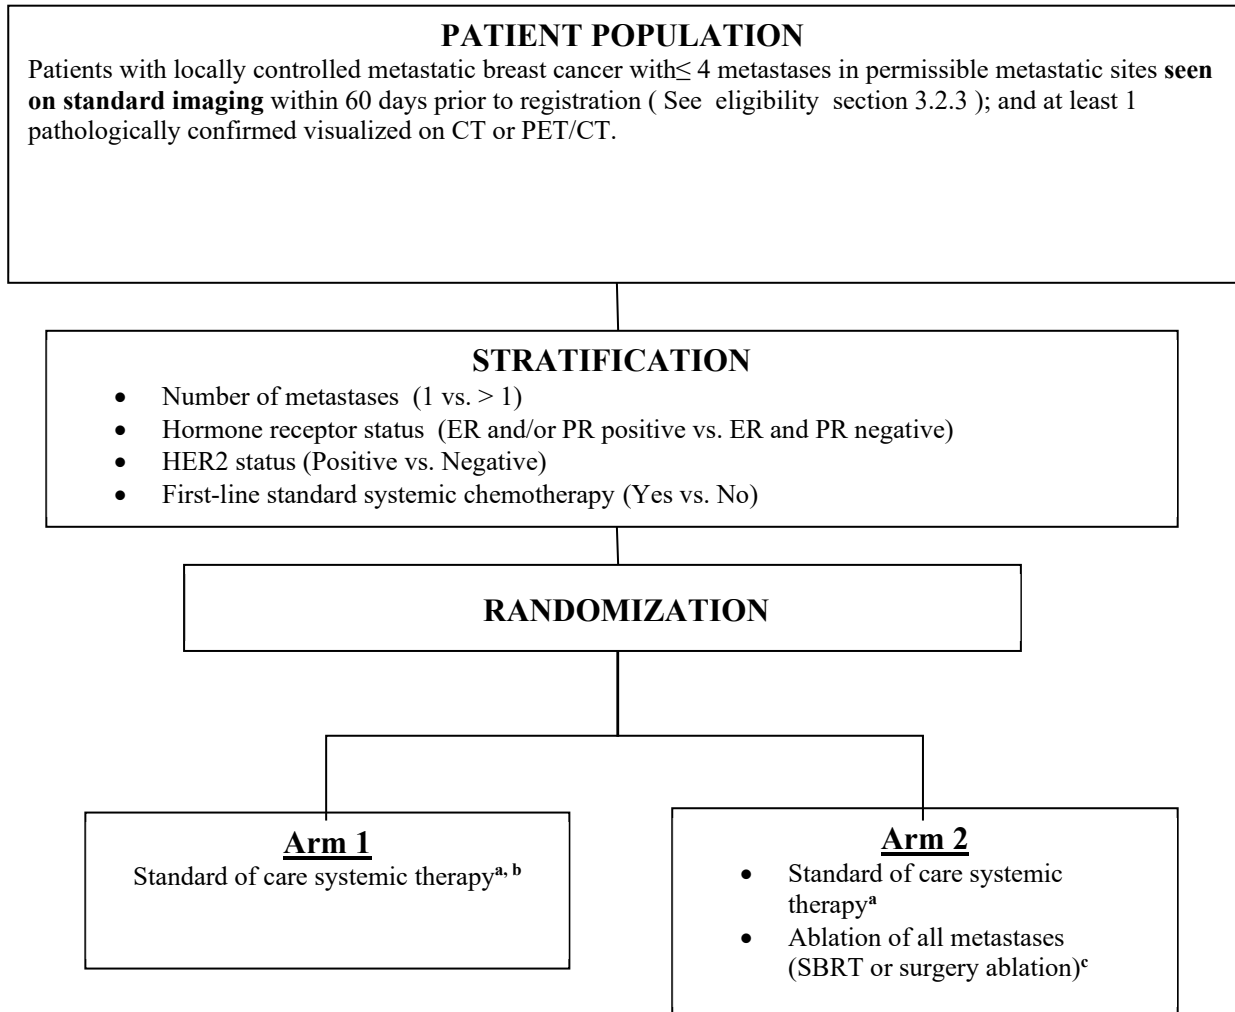 PATIENT POPULATION
Patients with locally controlled metastatic breast cancer with≤ 4 metastases in permissible metastatic sites seen
on standard imaging within 60 days prior to registration ( See eligibility section 3.2.3 ); and at least 1
pathologically confirmed visualized on CT or PET/CT.
STRATIFICATION
• Number of metastases (1 vs. > 1)
• Hormone receptor status (ER and/or PR positive vs. ER and PR negative)
• HER2 status (Positive vs. Negative)
• First-line standard systemic chemotherapy (Yes vs. No)
RANDOMIZATION
Arm 1
Standard of care systemic therapya, b
Arm 2
• Standard of care systemic
therapya
• Ablation of all metastases
(SBRT or surgery ablation)c